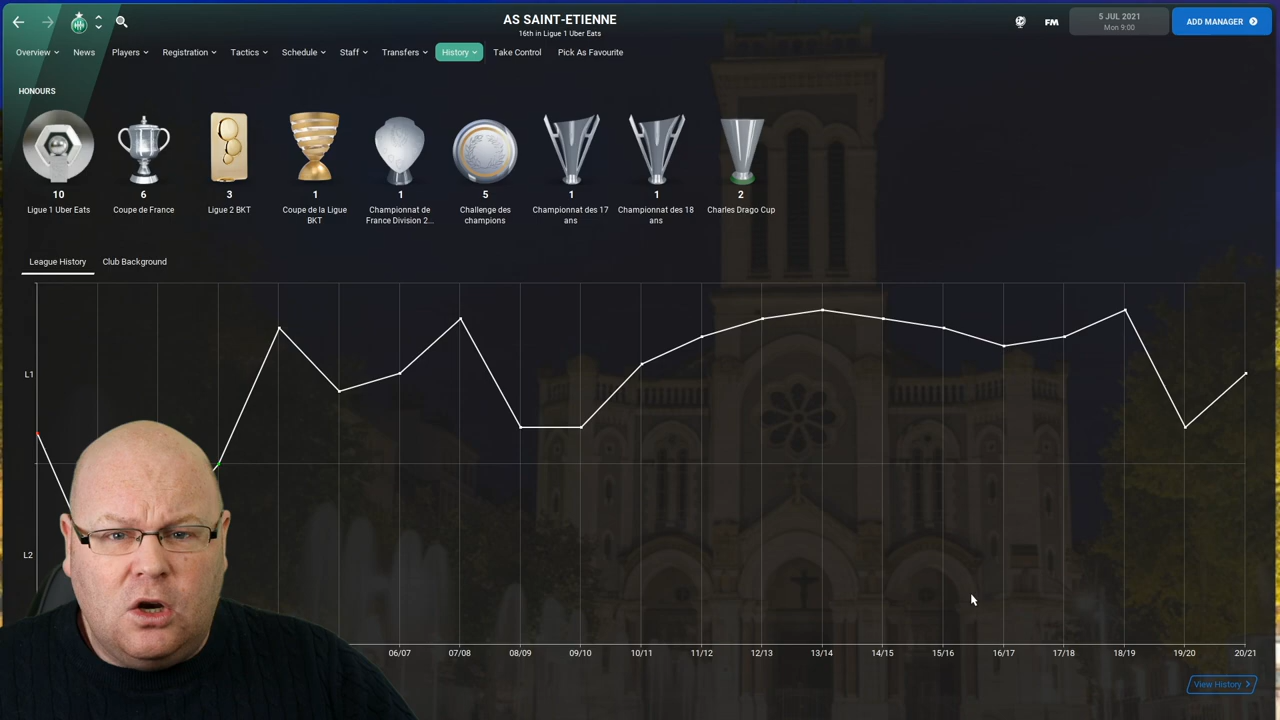 AS SAINT-ETIENNE
16th in Ligue 1 Uber Eats
FM
5 JUL 2021
Mon 9:00
ADD MANAGER
Overview
News
Players
Registration
Tactics
Schedule
Staff
Transfers
History
Take Control
Pick As Favourite
HONOURS
10
Ligue 1 Uber Eats
6
Coupe de France
3
Ligue 2 BKT
1
Coupe de la Ligue
BKT
1
Championnat de
France Division 2...
5
Challenge des
champions
1
Championnat des 17
ans
1
Championnat des 18
ans
2
Charles Drago Cup
League History
Club Background
L1
L2
06/07
07/08
08/09
09/10
10/11
11/12
12/13
13/14
14/15
15/16
16/17
17/18
18/19
19/20
20/21
View History